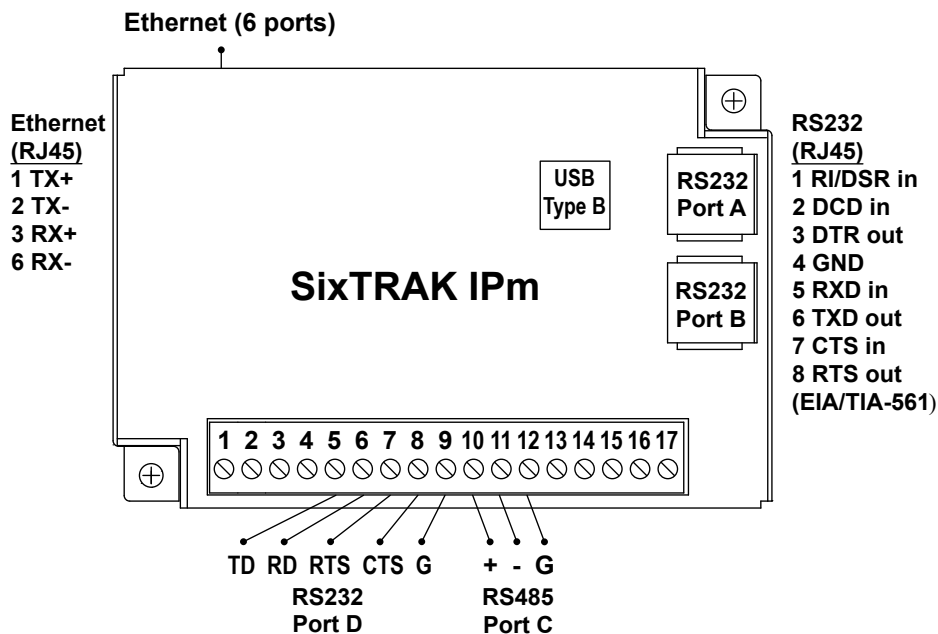 Ethernet (6 ports)
Ethernet
(RJ45)
1 TX+
2 TX-
3 RX+
6 RX-
USB
Type B
RS232
Port A
RS232
Port B
SixTRAK IPm
RS232
(RJ45)
1 RI/DSR in
2 DCD in
3 DTR out
4 GND
5 RXD in
6 TXD out
7 CTS in
8 RTS out
(EIA/TIA-561)
1 2 3 4 5 6 7 8 9 10 11 12 13 14 15 16 17
TD RD RTS CTS G + - G
RS232
Port D
RS485
Port C